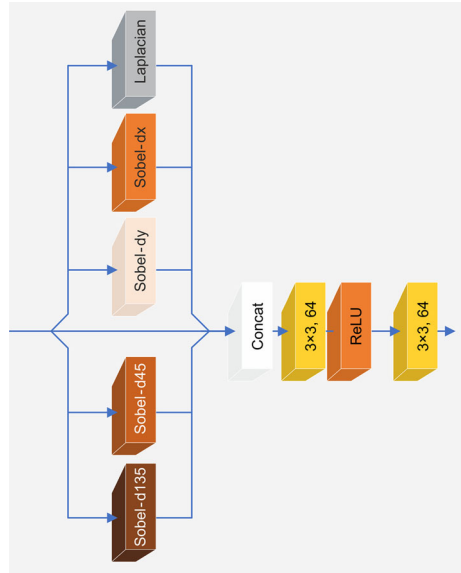 Laplacian
Sobel-dx
Sobel-dy
Sobel-d45
Sobel-d135
Concat
3×3, 64
ReLU
3×3, 64